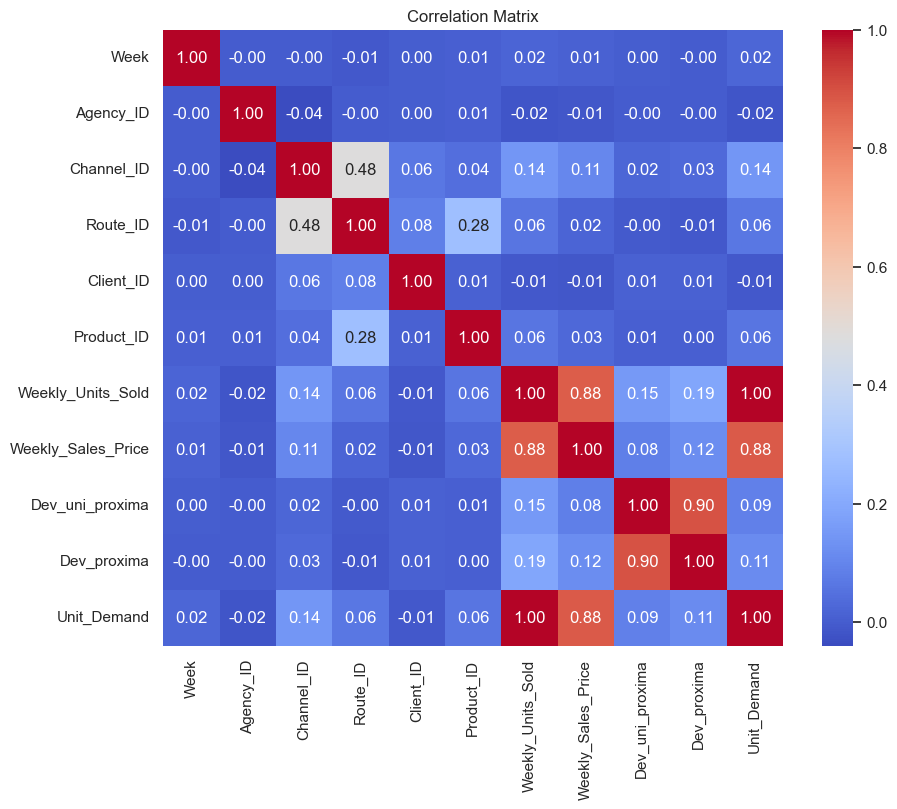 Correlation Matrix
Week 1.00 -0.00 -0.00 -0.01 0.00 0.01 0.02 0.01 0.00 -0.00 0.02
Agency_ID -0.00 1.00 -0.04 -0.00 0.00 0.01 -0.02 -0.01 -0.00 -0.00 -0.02
Channel_ID -0.00 -0.04 1.00 0.48 0.06 0.04 0.14 0.11 0.02 0.03 0.14
Route_ID -0.01 -0.00 0.48 1.00 0.08 0.28 0.06 0.02 -0.00 -0.01 0.06
Client_ID 0.00 0.00 0.06 0.08 1.00 0.01 -0.01 -0.01 0.01 0.01 -0.01
Product_ID 0.01 0.01 0.04 0.28 0.01 1.00 0.06 0.03 0.01 0.00 0.06
Weekly_Units_Sold 0.02 -0.02 0.14 0.06 -0.01 0.06 1.00 0.88 0.15 0.19 1.00
Weekly_Sales_Price 0.01 -0.01 0.11 0.02 -0.01 0.03 0.88 1.00 0.08 0.12 0.88
Dev_uni_proxima 0.00 -0.00 0.02 -0.00 0.01 0.01 0.15 0.08 1.00 0.90 0.09
Dev_proxima -0.00 -0.00 0.03 -0.01 0.01 0.00 0.19 0.12 0.90 1.00 0.11
Unit_Demand 0.02 -0.02 0.14 0.06 -0.01 0.06 1.00 0.88 0.09 0.11 1.00
Week
Agency_ID
Channel_ID
Route_ID
Client_ID
Product_ID
Weekly_Units_Sold
Weekly_Sales_Price
Dev_uni_proxima
Dev_proxima
Unit_Demand
1.0
0.8
0.6
0.4
0.2
0.0